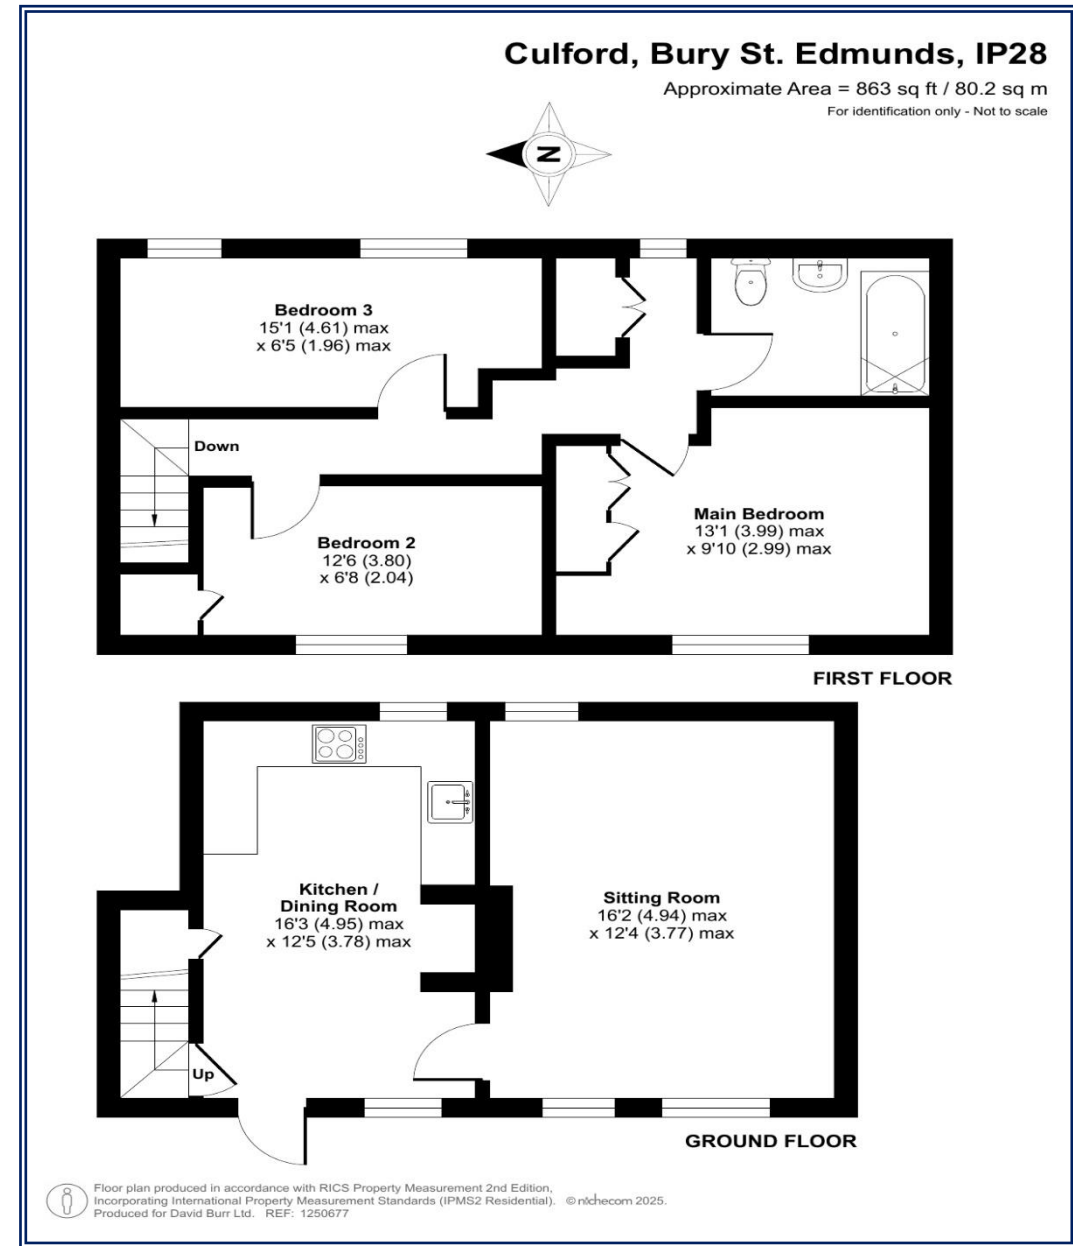 Culford, Bury St. Edmunds, IP28
Approximate Area = 863 sq ft / 80.2 sq m
For identification only - Not to scale
N
Bedroom 3
15'1 (4.61) max
x 6'5 (1.96) max
Down
Bedroom 2
12'6 (3.80)
x 6'8 (2.04)
Main Bedroom
13'1 (3.99) max
x 9'10 (2.99) max
FIRST FLOOR
Kitchen /
Dining Room
16'3 (4.95) max
x 12'5 (3.78) max
Sitting Room
16'2 (4.94) max
x 12'4 (3.77) max
Up
GROUND FLOOR
Floor plan produced in accordance with RICS Property Measurement 2nd Edition,
Incorporating International Property Measurement Standards (IPMS2 Residential). © nichecom 2025.
Produced for David Burr Ltd. REF: 1250677